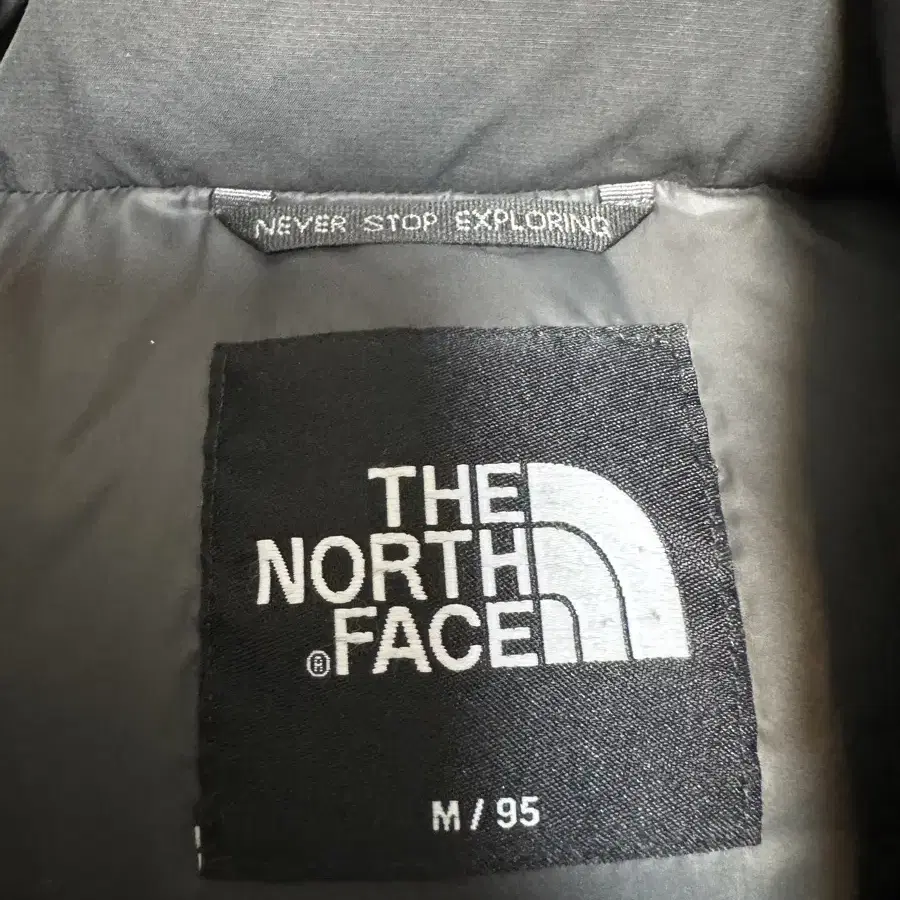 NEVER STOP EXPLORING
THE
NORTH
FACE
®
M / 95